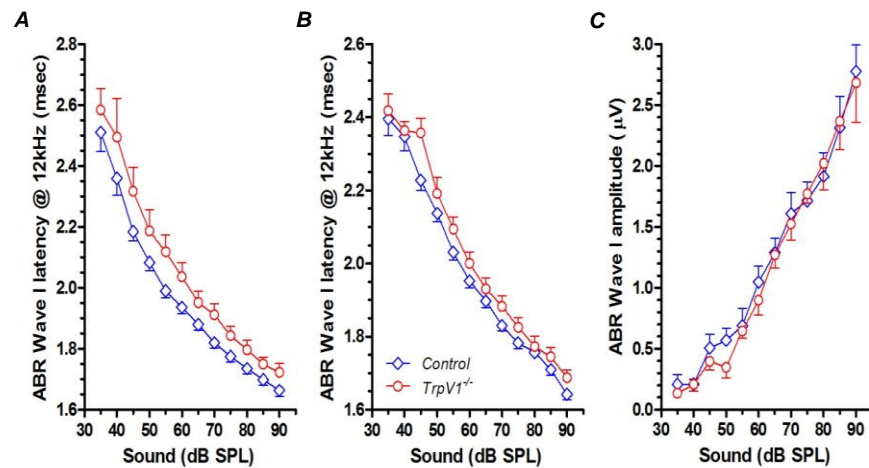 A
B
C
ABR Wave I latency @ 12kHz (msec)
2.8
2.6
2.4
2.2
2.0
1.8
1.6
30 40 50 60 70 80 90
Sound (dB SPL)
ABR Wave I latency @ 12kHz (msec)
2.6
2.4
2.2
2.0
1.8
1.6
Control
TrpV1-/-
30 40 50 60 70 80 90
Sound (dB SPL)
ABR Wave I amplitude (μV)
3.0
2.5
2.0
1.5
1.0
0.5
0.0
30 40 50 60 70 80 90
Sound (dB SPL)